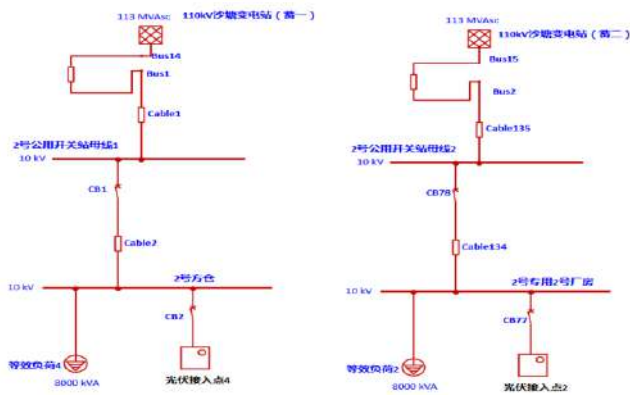 113 MVAsc
110kV沙塘变电站（蓄一）
Bus14
Bus1
Cable1
2号公用开关站母线1
10 kV
CB1
Cable2
2号方仓
10 kV
CB2
等效负荷4
8000 kVA
光伏接入点4
113 MVAsc
110kV沙塘变电站（蓄二）
Bus15
Bus2
Cable135
2号公用开关站母线2
10 kV
CB78
Cable134
2号专用2号厂房
10 kV
CB77
等效负荷2
8000 kVA
光伏接入点2